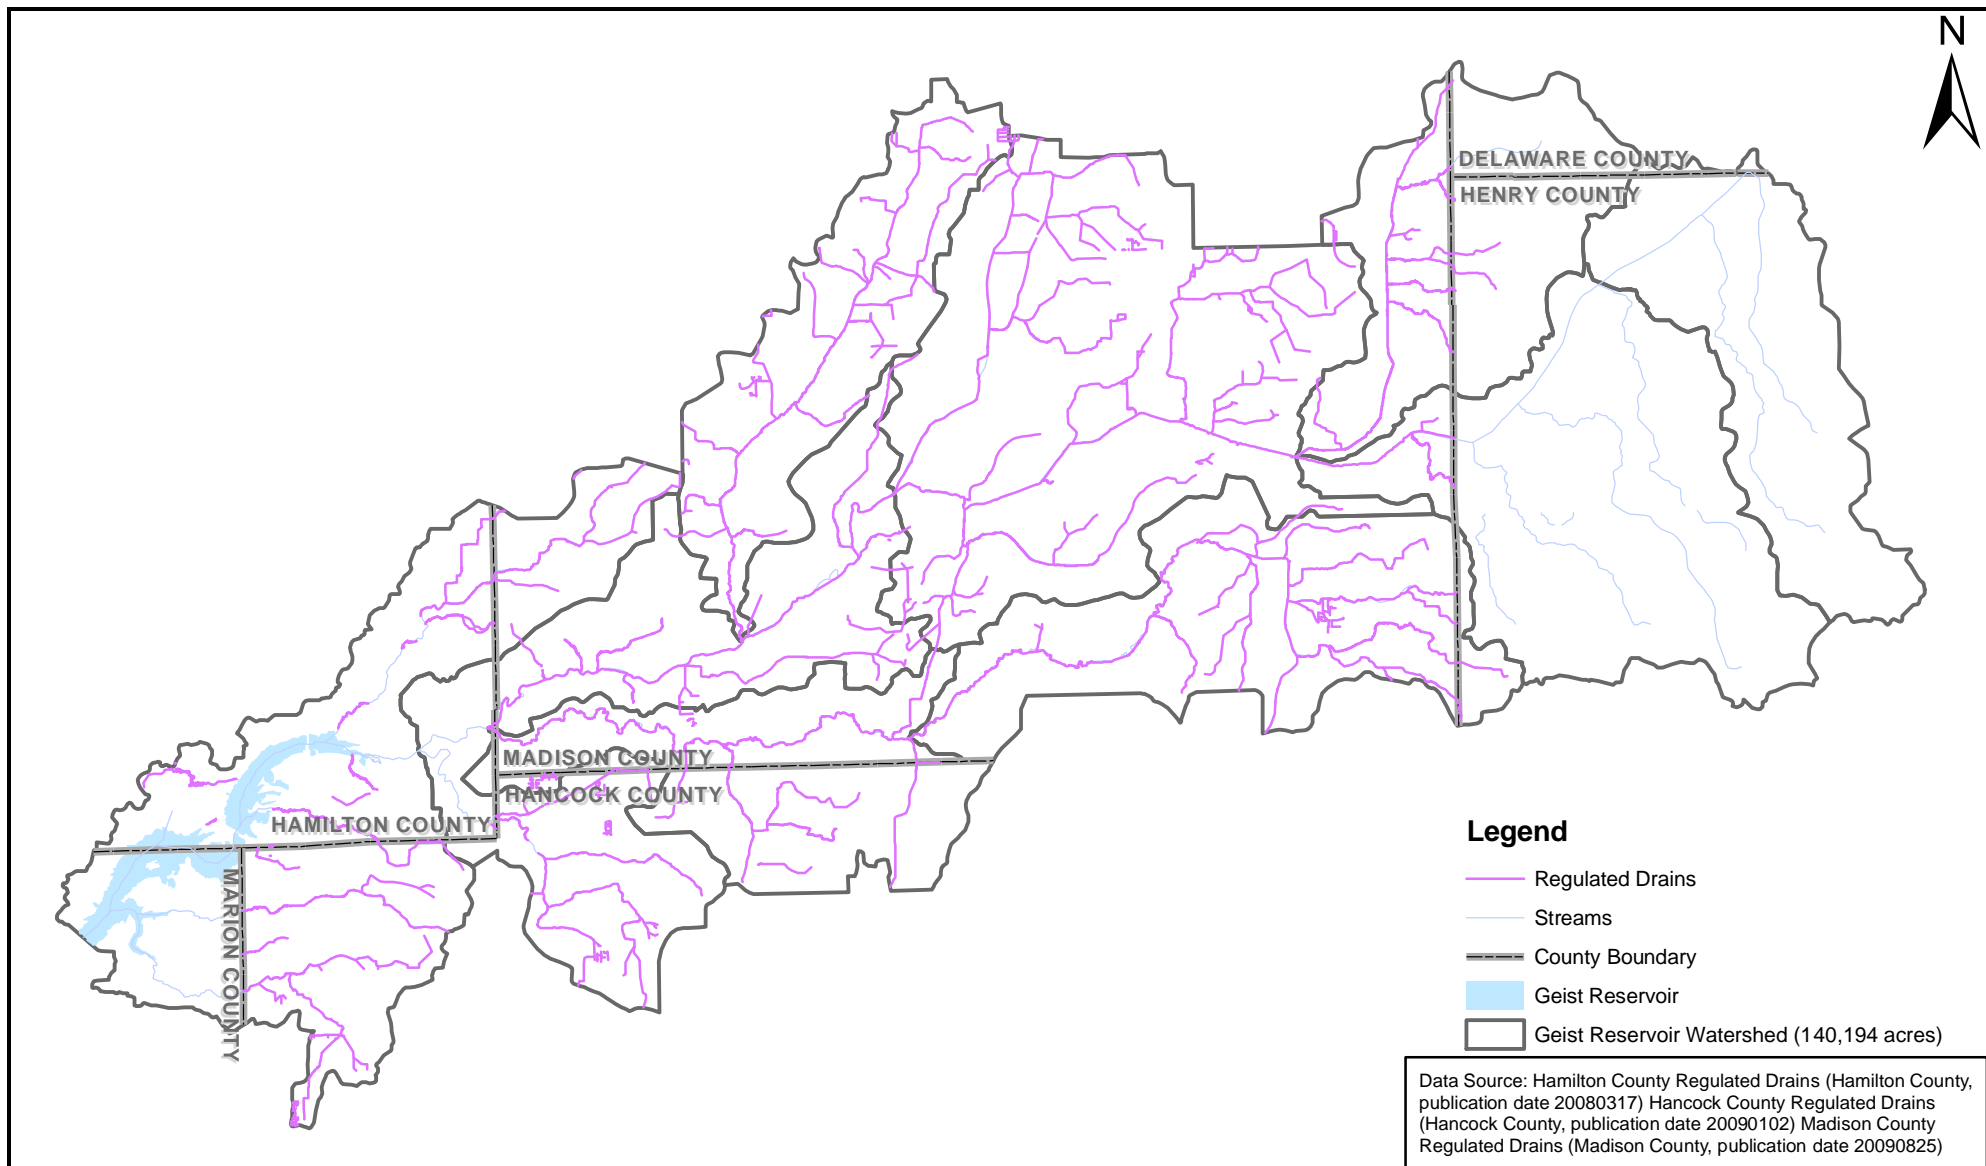 N
DELAWARE COUNTY
HENRY COUNTY
MADISON COUNTY
HANCOCK COUNTY
HAMILTON COUNTY
MARION COUNTY
Legend
Regulated Drains
Streams
County Boundary
Geist Reservoir
Geist Reservoir Watershed (140,194 acres)
Data Source: Hamilton County Regulated Drains (Hamilton County,
publication date 20080317) Hancock County Regulated Drains
(Hancock County, publication date 20090102) Madison County
Regulated Drains (Madison County, publication date 20090825)